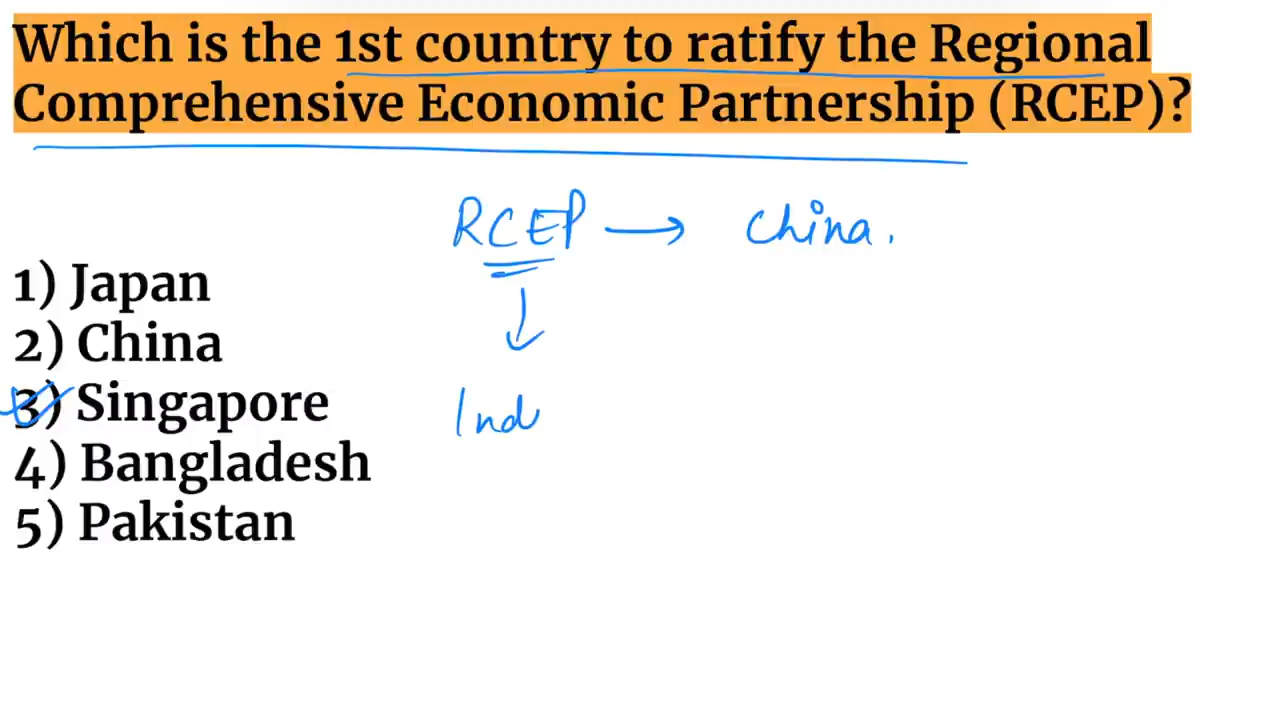 Which is the 1st country to ratify the Regional
Comprehensive Economic Partnership (RCEP)?
RCEP → China.
1) Japan
2) China
3) Singapore
Ind
4) Bangladesh
5) Pakistan